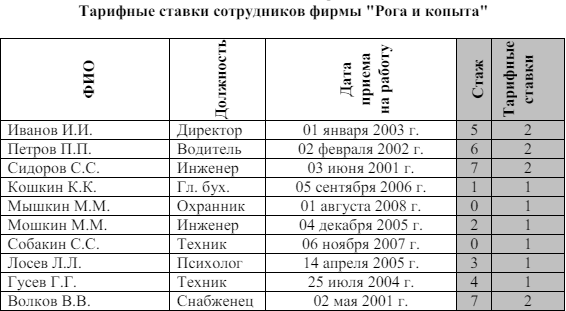 Тарифные ставки сотрудников фирмы "Рога и копыта"
ФИО Должность Дата приема на работу Стаж Тарифные ставки
Иванов И.И. Директор 01 января 2003 г. 5 2
Петров П.П. Водитель 02 февраля 2002 г. 6 2
Сидоров С.С. Инженер 03 июня 2001 г. 7 2
Кошкин К.К. Гл. бух. 05 сентября 2006 г. 1 1
Мышкин М.М. Охранник 01 августа 2008 г. 0 1
Мошкин М.М. Инженер 04 декабря 2005 г. 2 1
Собакин С.С. Техник 06 ноября 2007 г. 0 1
Лосев Л.Л. Психолог 14 апреля 2005 г. 3 1
Гусев Г.Г. Техник 25 июля 2004 г. 4 1
Волков В.В. Снабженец 02 мая 2001 г. 7 2